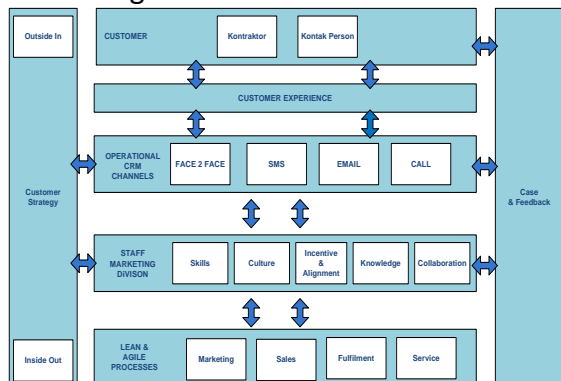 Outside In
CUSTOMER
Kontraktor
Kontak Person
CUSTOMER EXPERIENCE
OPERATIONAL
CRM
CHANNELS
FACE 2 FACE
SMS
EMAIL
CALL
Customer
Strategy
Case
& Feedback
STAFF
MARKETING
DIVISON
Skills
Culture
Incentive
&
Alignment
Knowledge
Collaboration
Inside Out
LEAN &
AGILE
PROCESSES
Marketing
Sales
Fulfilment
Service